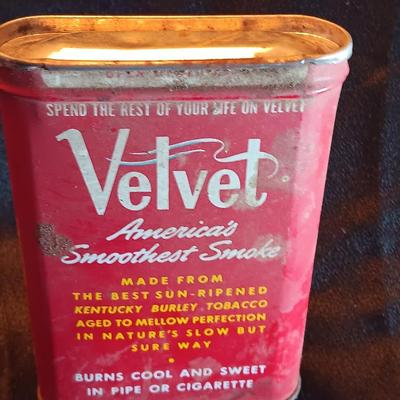 SPEND THE REST OF YOUR LIFE ON VELVET
Velvet
America's
Smoothest Smoke
MADE FROM
THE BEST SUN-RIPENED
KENTUCKY BURLEY TOBACCO
AGED TO MELLOW PERFECTION
IN NATURE'S SLOW BUT
SURE WAY
BURNS COOL AND SWEET
IN PIPE OR CIGARETTE